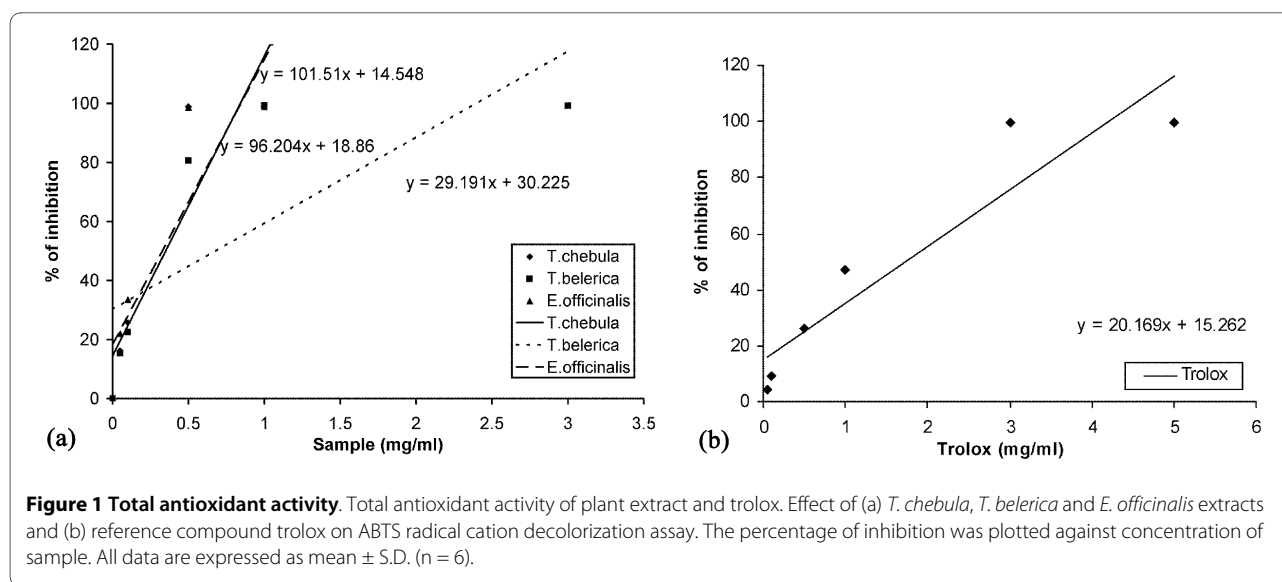 120
100
80
60
40
20
0
% of inhibition
y = 101.51x + 14.548
y = 96.204x + 18.86
y = 29.191x + 30.225
T.chebula
T.belerica
E.officinalis
T.chebula
T.belerica
E.officinalis
0 0.5 1 1.5 2 2.5 3 3.5
(a) Sample (mg/ml)
120
100
80
60
40
20
0
% of inhibition
y = 20.169x + 15.262
Trolox
0 1 2 3 4 5 6
(b) Trolox (mg/ml)
Figure 1 Total antioxidant activity. Total antioxidant activity of plant extract and trolox. Effect of (a) T. chebula, T. belerica and E. officinalis extracts
and (b) reference compound trolox on ABTS radical cation decolorization assay. The percentage of inhibition was plotted against concentration of
sample. All data are expressed as mean ± S.D. (n = 6).